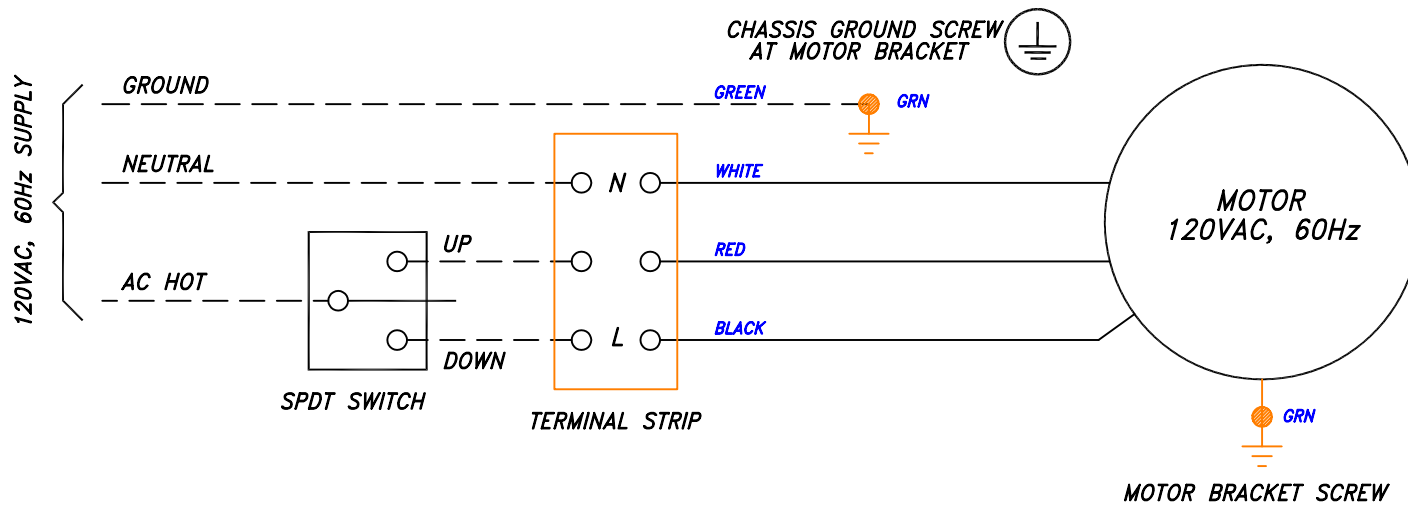 CHASSIS GROUND SCREW
AT MOTOR BRACKET
120VAC, 60Hz SUPPLY
GROUND
GREEN
GRN
NEUTRAL
N
WHITE
MOTOR
120VAC, 60Hz
UP
RED
AC HOT
L
BLACK
DOWN
SPDT SWITCH
TERMINAL STRIP
GRN
MOTOR BRACKET SCREW